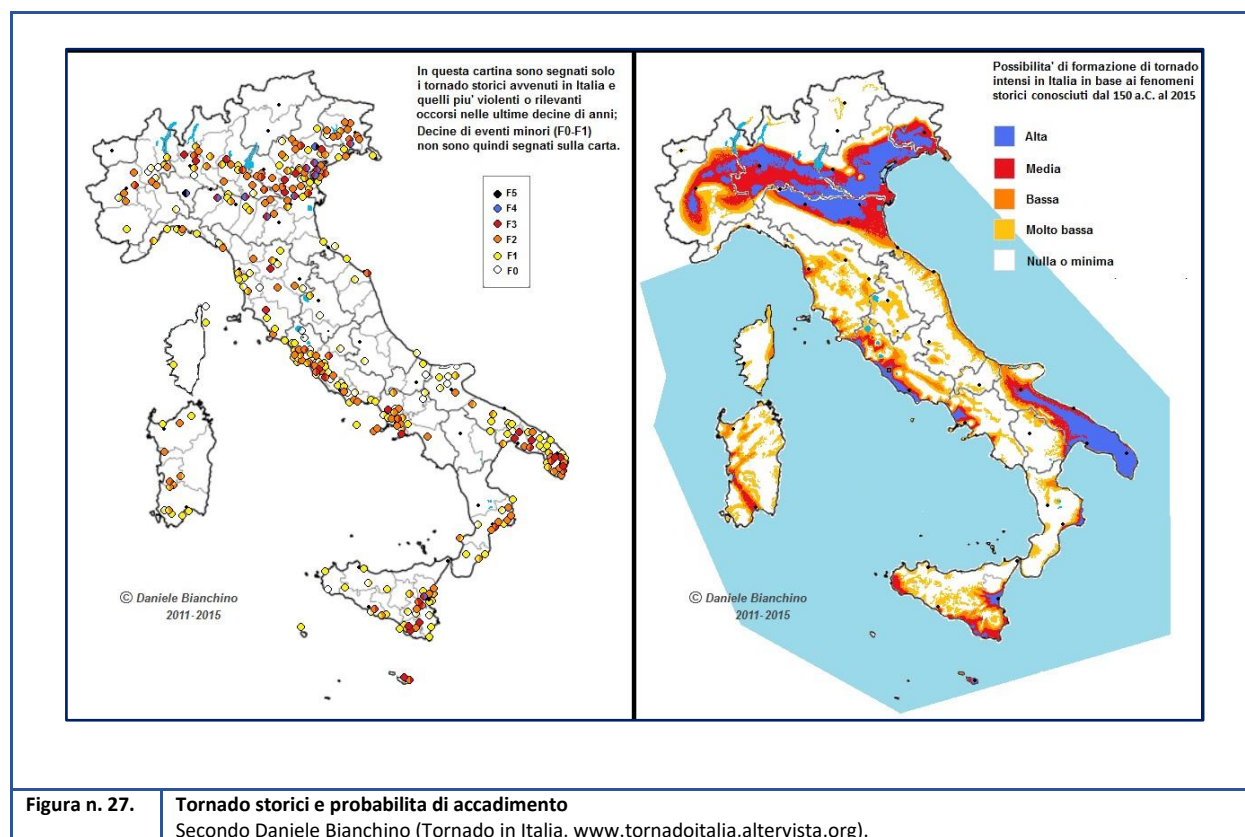 In questa cartina sono segnati solo
i tornado storici avvenuti in Italia e
quelli piu' violenti o rilevanti
occorsi nelle ultime decine di anni;
Decine di eventi minori (F0-F1)
non sono quindi segnati sulla carta.
F5
F4
F3
F2
F1
F0
© Daniele Bianchino
2011-2015
Possibilita' di formazione di tornado
intensi in Italia in base ai fenomeni
storici conosciuti dal 150 a.C. al 2015
Alta
Media
Bassa
Molto bassa
Nulla o minima
© Daniele Bianchino
2011-2015
Figura n. 27.
Tornado storici e probabilita di accadimento
Secondo Daniele Bianchino (Tornado in Italia, www.tornadoitalia.altervista.org).